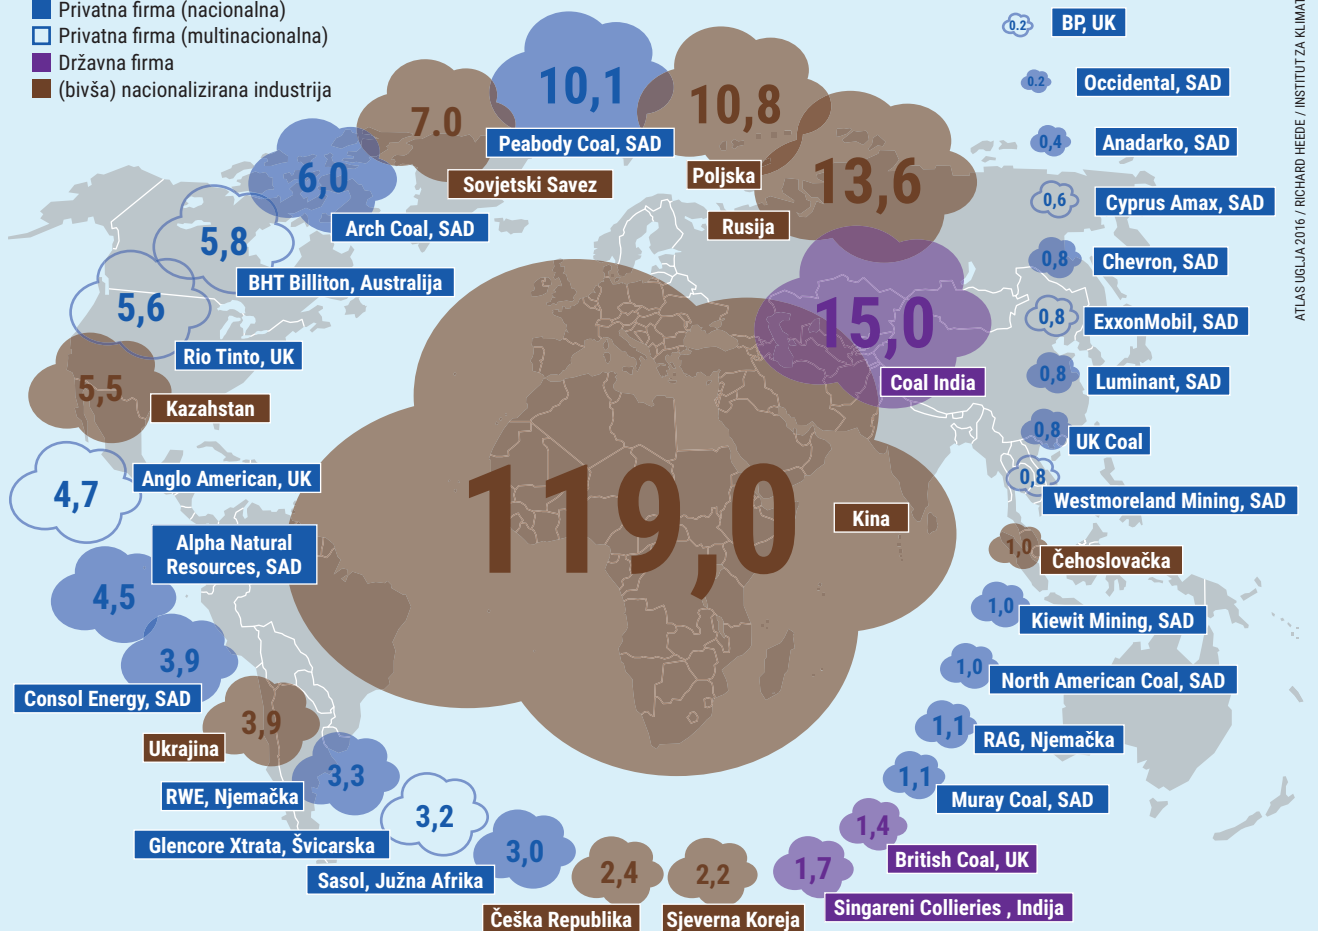 Privatna firma (nacionalna)
Privatna firma (multinacionalna)
Državna firma
(bivša) nacionalizirana industrija
0.2
BP, UK
0.2
Occidental, SAD
0,4
Anadarko, SAD
0,6
Cyprus Amax, SAD
0,8
Chevron, SAD
0,8
ExxonMobil, SAD
0,8
Luminant, SAD
0,8
UK Coal
0,8
Westmoreland Mining, SAD
1,0
Čehoslovačka
1,0
Kiewit Mining, SAD
1,0
North American Coal, SAD
1,1
RAG, Njemačka
1,1
Muray Coal, SAD
1,4
British Coal, UK
1,7
Singareni Collieries , Indija
2,2
Sjeverna Koreja
2,4
Češka Republika
3,0
Sasol, Južna Afrika
3,2
Glencore Xtrata, Švicarska
3,3
RWE, Njemačka
3,9
Ukrajina
3,9
Consol Energy, SAD
4,5
Alpha Natural
Resources, SAD
4,7
Anglo American, UK
5,5
Kazahstan
5,6
Rio Tinto, UK
5,8
BHT Billiton, Australija
6,0
Arch Coal, SAD
7.0
Sovjetski Savez
10,1
Peabody Coal, SAD
10,8
Poljska
13,6
Rusija
15,0
Coal India
119,0
Kina
ATLAS UGLJA 2016 / RICHARD HEEDE / INSTITUT ZA